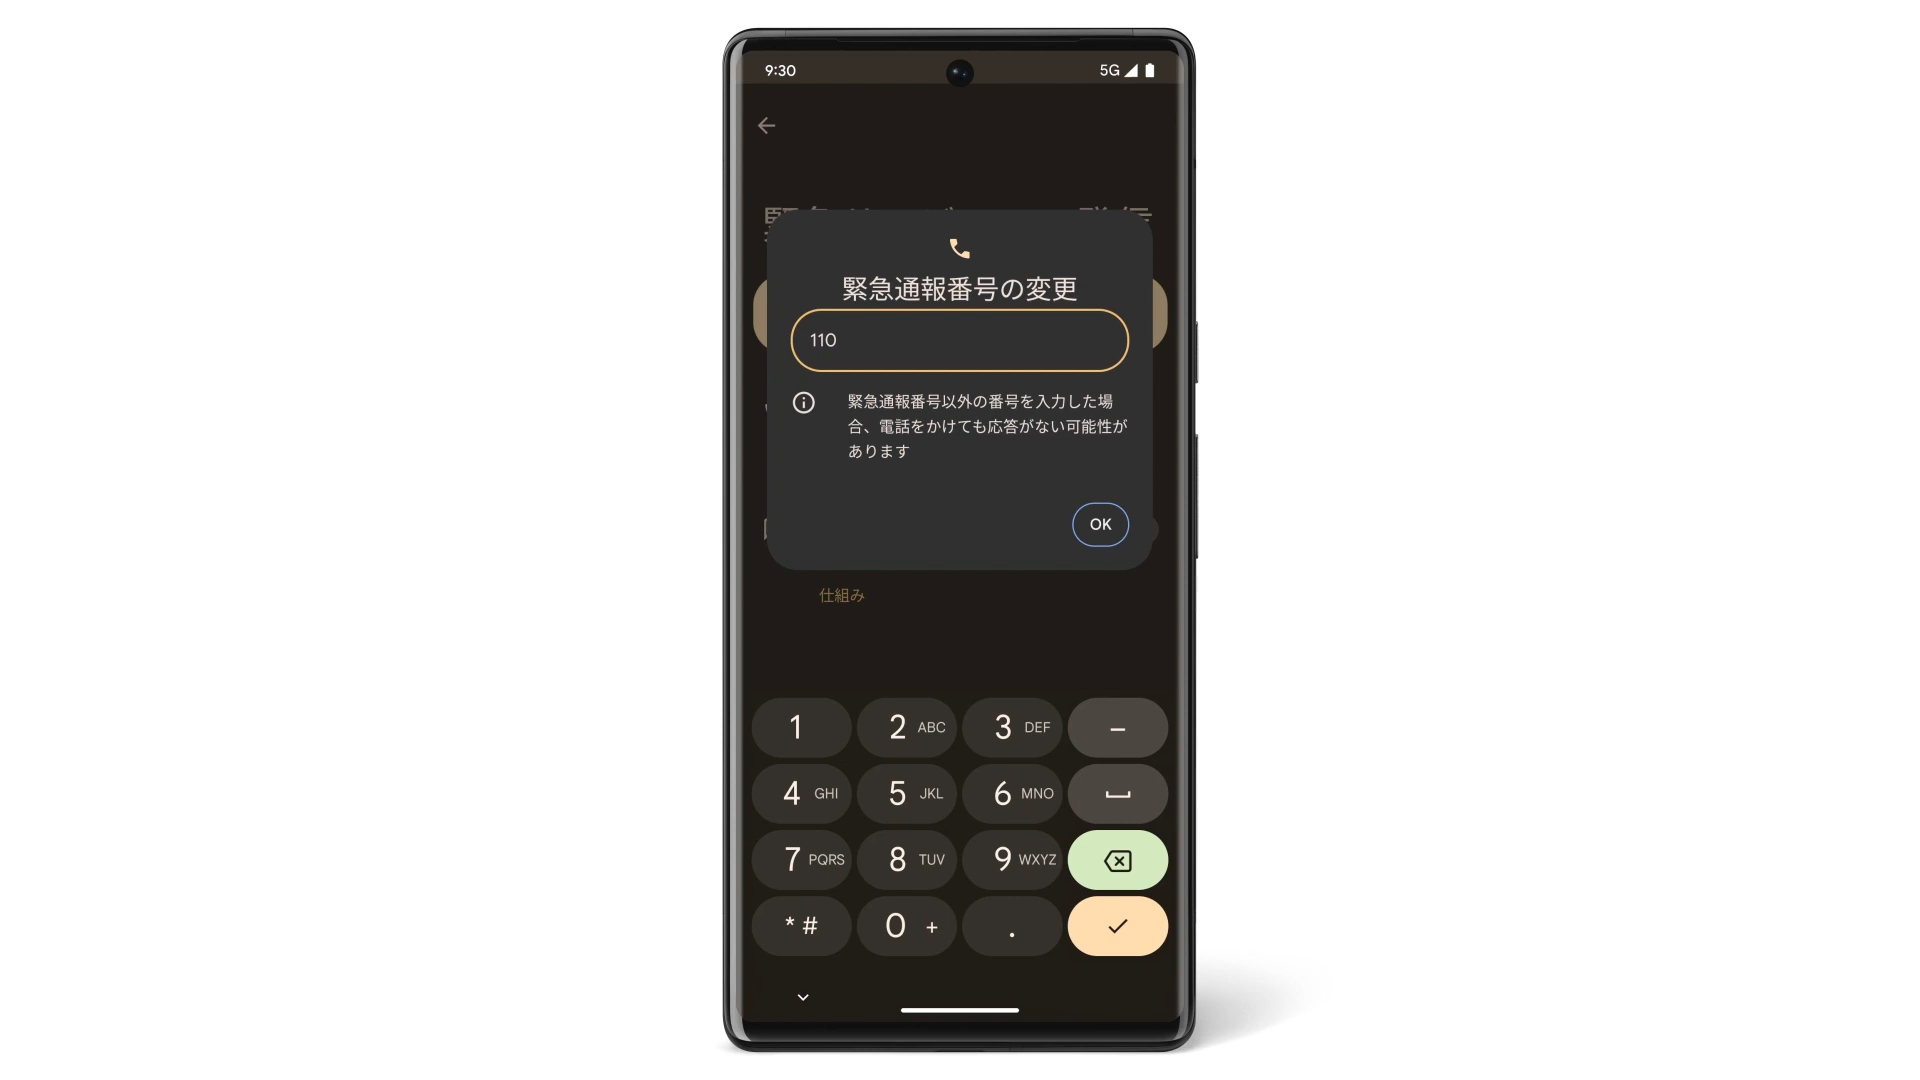 9:30
5G
緊急通報番号の変更
110
緊急通報番号以外の番号を入力した場
合、電話をかけても応答がない可能性が
あります
OK
仕組み
1
2 ABC
3 DEF
–
4 GHI
5 JKL
6 MNO
7 PQRS
8 TUV
9 WXYZ
* #
0 +
.